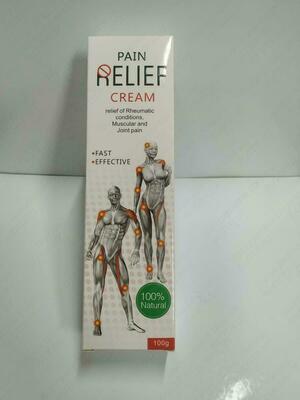 PAIN
RELIEF
CREAM
relief of Rheumatic
conditions,
Muscular and
Joint pain
+FAST
+EFFECTIVE
100%
Natural
100g